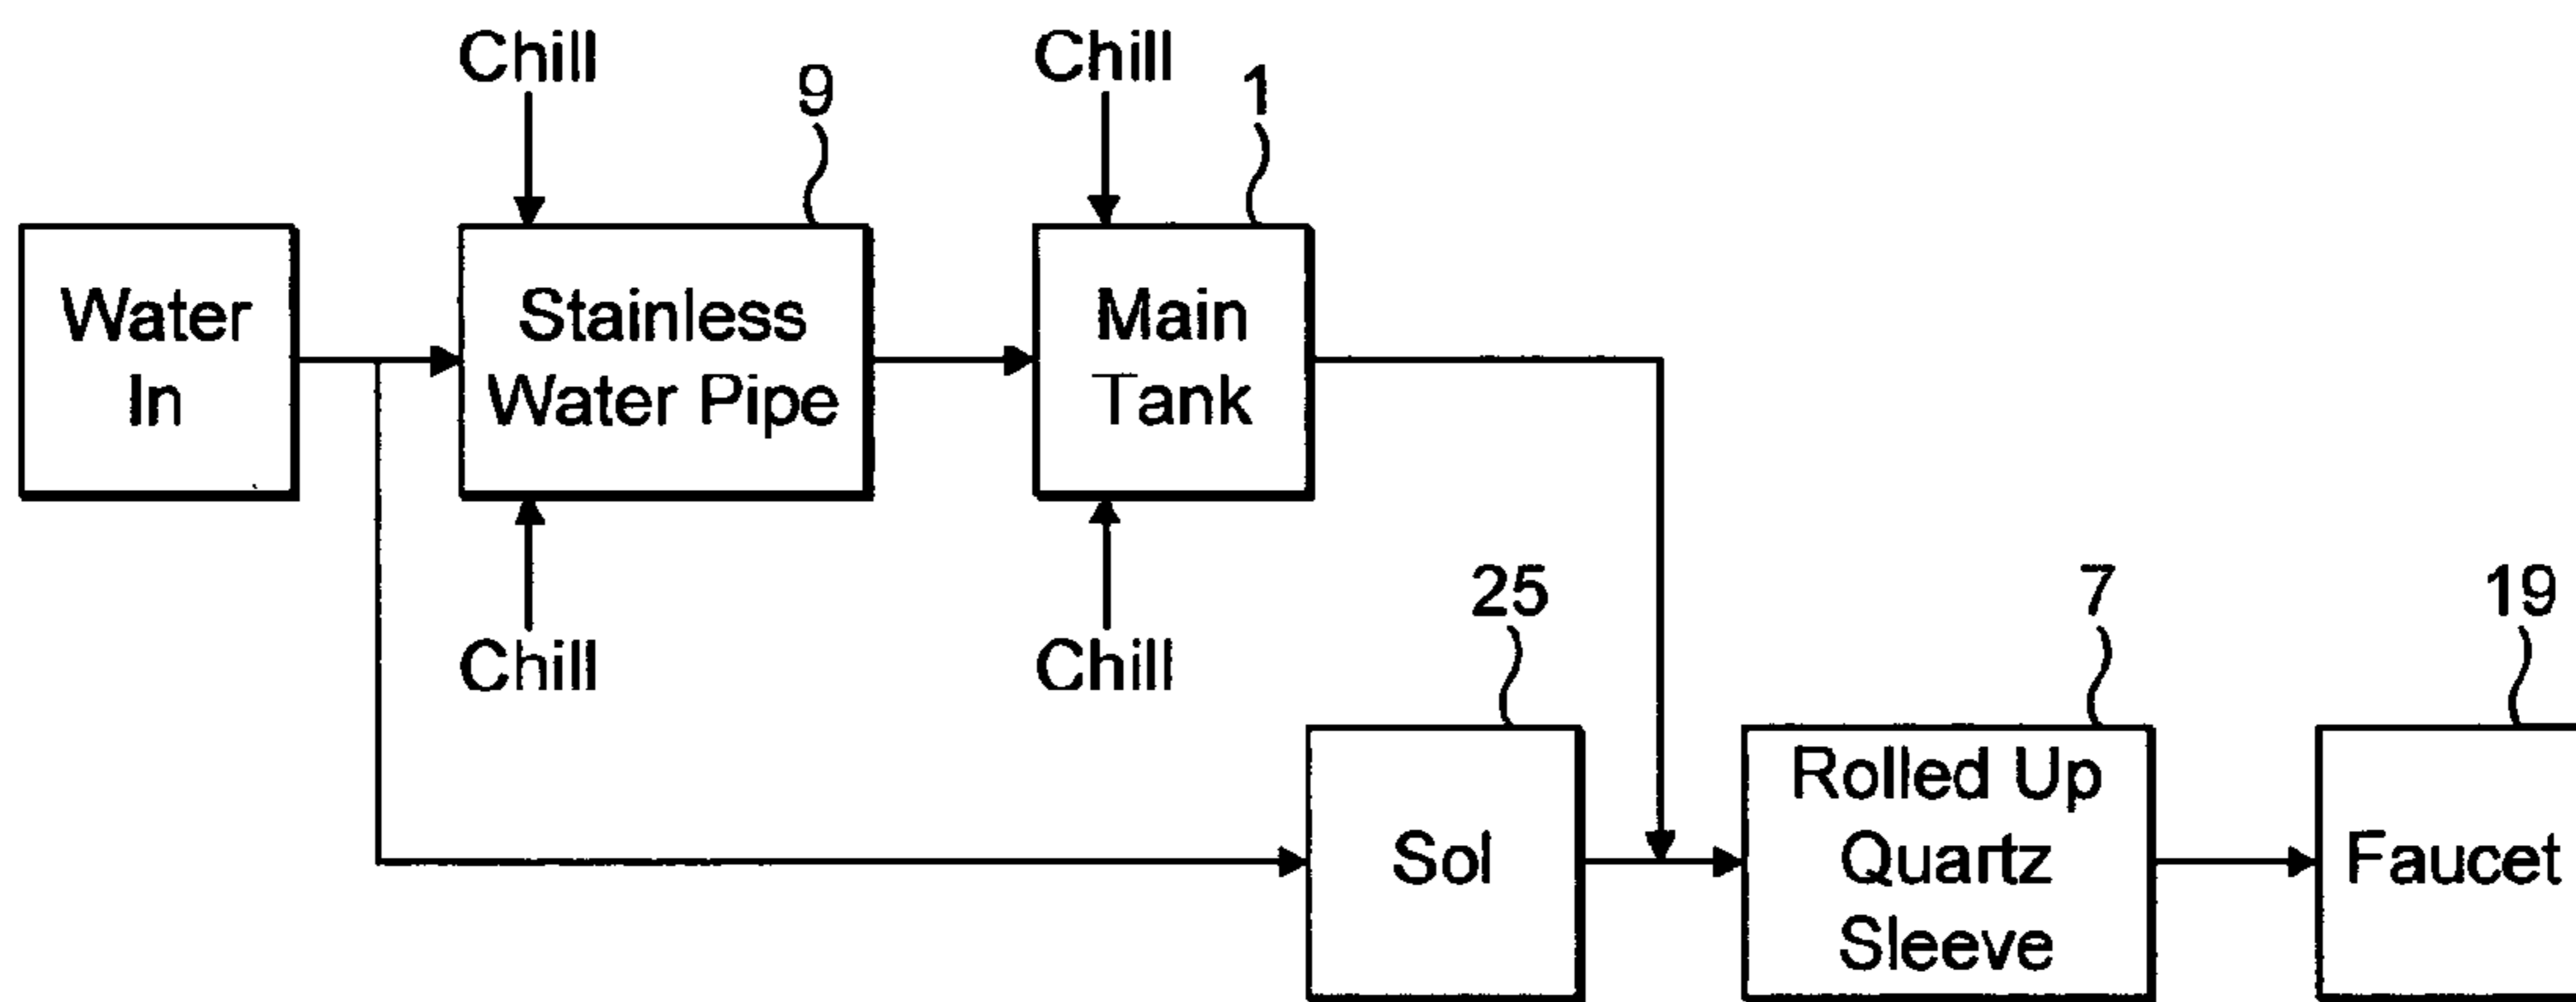 Chill
9
Chill
1
Water
In
Stainless
Water Pipe
Main
Tank
Chill
Chill
25
7
19
Sol
Rolled Up
Quartz
Sleeve
Faucet